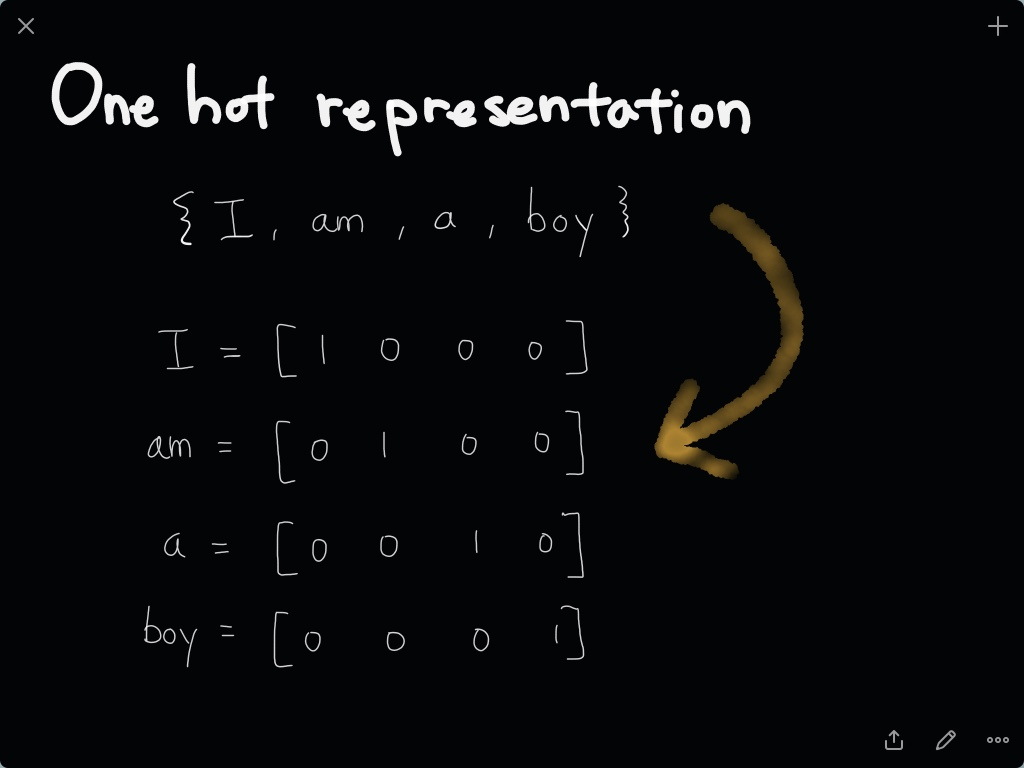 One hot representation
{ I , am , a , boy }
I = [ 1 0 0 0 ]
am = [ 0 1 0 0 ]
a = [ 0 0 1 0 ]
boy = [ 0 0 0 1 ]